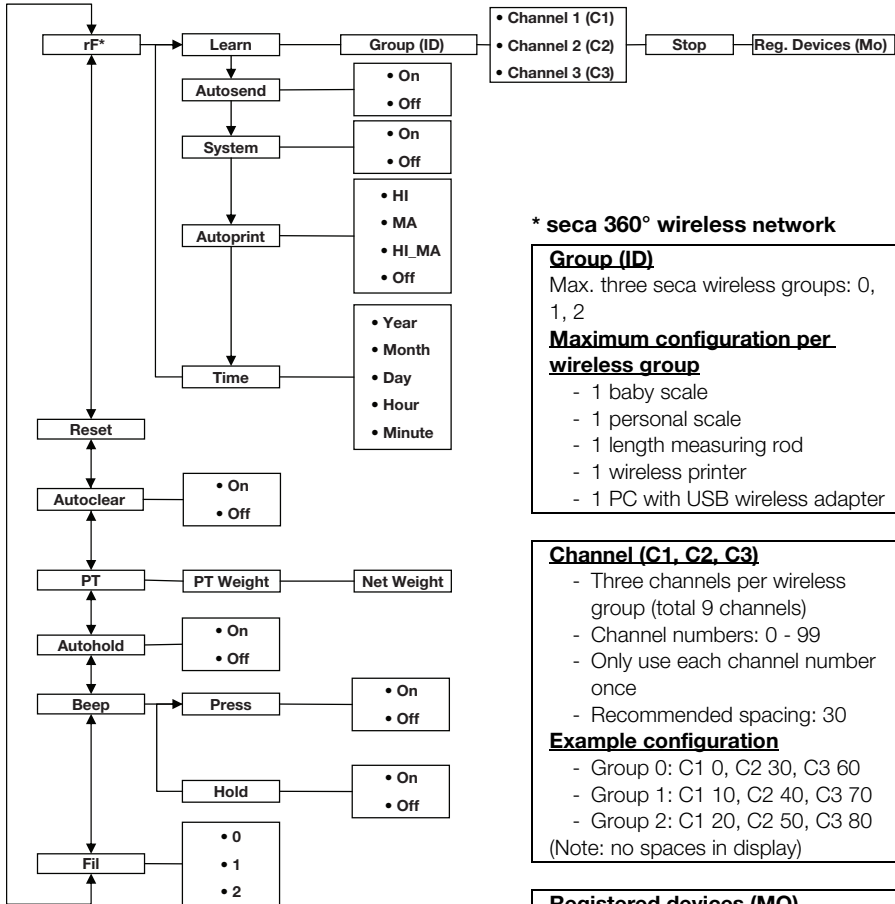 rF*
Learn
Group (ID)
• Channel 1 (C1)
• Channel 2 (C2)
• Channel 3 (C3)
Stop
Reg. Devices (Mo)
Autosend
• On
• Off
System
• On
• Off
Autoprint
• HI
• MA
• HI_MA
• Off
Time
• Year
• Month
• Day
• Hour
• Minute
Reset
Autoclear
• On
• Off
PT
PT Weight
Net Weight
Autohold
• On
• Off
Beep
Press
• On
• Off
Hold
• On
• Off
Fil
• 0
• 1
• 2
* seca 360° wireless network
Group (ID)
Max. three seca wireless groups: 0,
1, 2
Maximum configuration per
wireless group
- 1 baby scale
- 1 personal scale
- 1 length measuring rod
- 1 wireless printer
- 1 PC with USB wireless adapter
Channel (C1, C2, C3)
- Three channels per wireless
group (total 9 channels)
- Channel numbers: 0 - 99
- Only use each channel number
once
- Recommended spacing: 30
Example configuration
- Group 0: C1 0, C2 30, C3 60
- Group 1: C1 10, C2 40, C3 70
- Group 2: C1 20, C2 50, C3 80
(Note: no spaces in display)
Registered devices (MO)